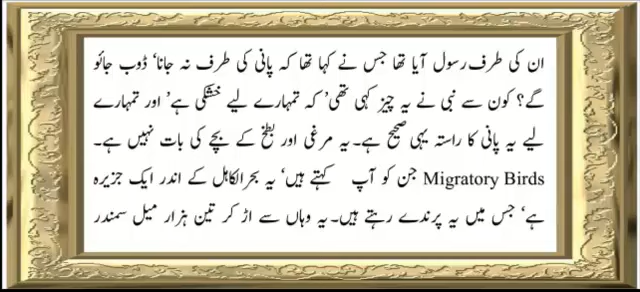 ان کی طرف رسول آیا تھا جس نے کہا تھا کہ پانی کی طرف نہ جانا‘ ڈوب جائو
گے؟ کون سے نبی نے یہ چیز کہی تھی‘ کہ تمہارے لیے خشکی ہے‘ اور تمہارے
لیے یہ پانی کا راستہ یہی صحیح ہے۔ یہ مرغی اور بطخ کے بچے کی بات نہیں ہے۔
Migratory Birds جن کو آپ کہتے ہیں‘ یہ بحرالکاہل کے اندر ایک جزیرہ
ہے‘ جس میں یہ پرندے رہتے ہیں۔ یہ وہاں سے اڑ کر تین ہزار میل سمندر